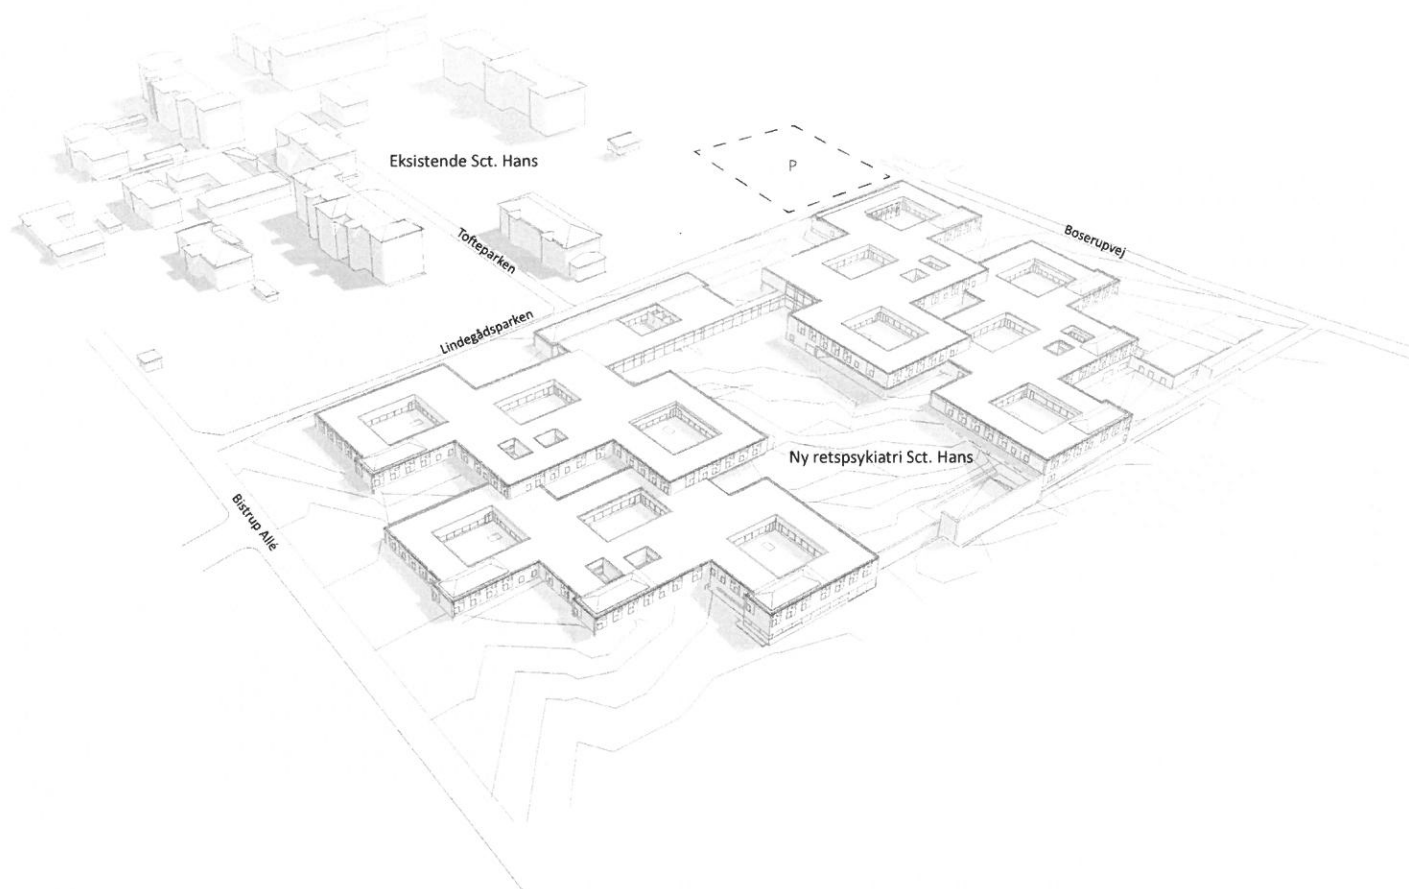 Eksistende Sct. Hans
P
Tofteparken
Boserupvej
Lindegådsparken
Ny retspsykiatri Sct. Hans
Bistrup Allé